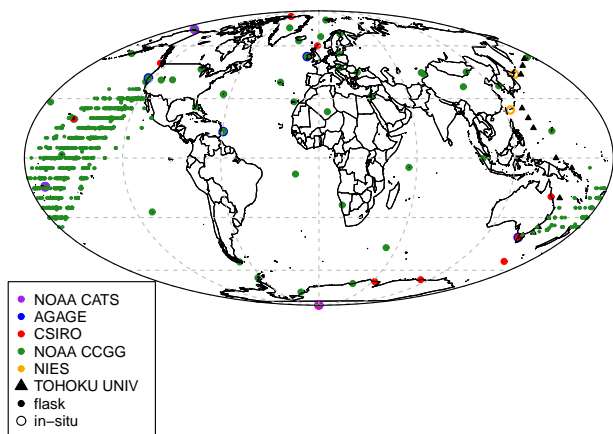 NOAA CATS
AGAGE
CSIRO
NOAA CCGG
NIES
TOHOKU UNIV
flask
in-situ